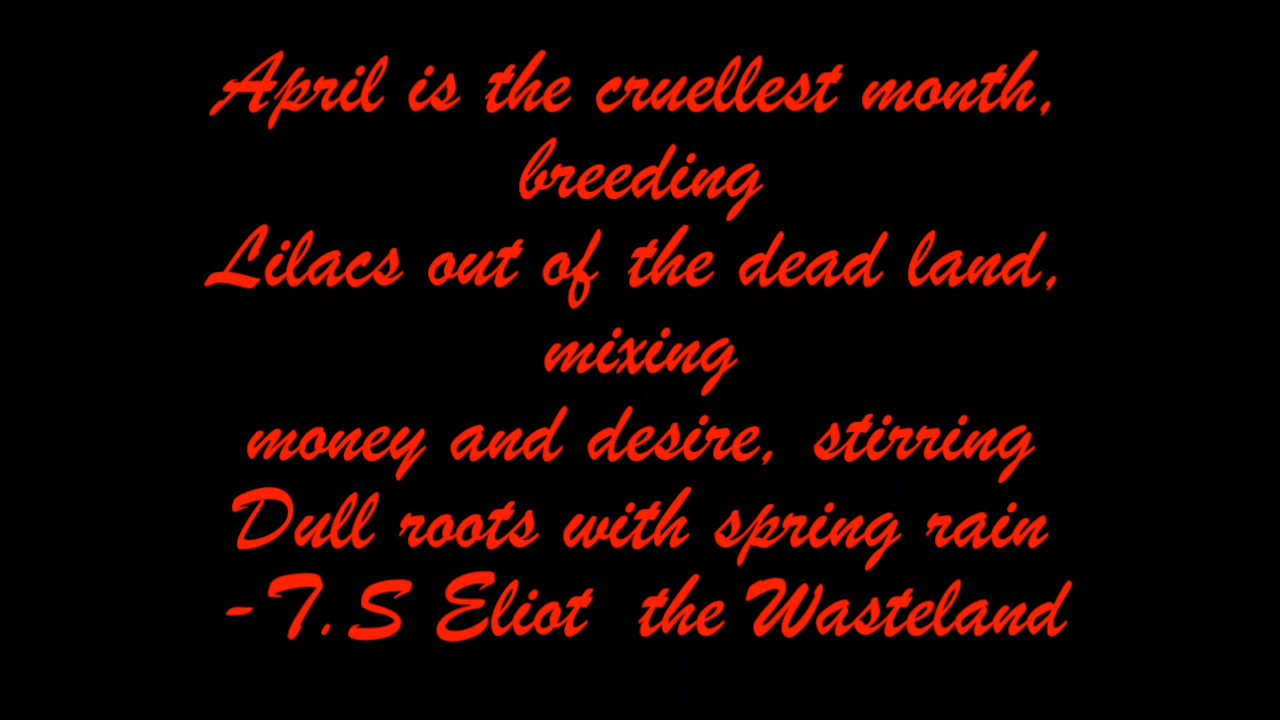 April is the cruellest month,
breeding
Lilacs out of the dead land,
mixing
money and desire, stirring
Dull roots with spring rain
-T.S Eliot the Wasteland